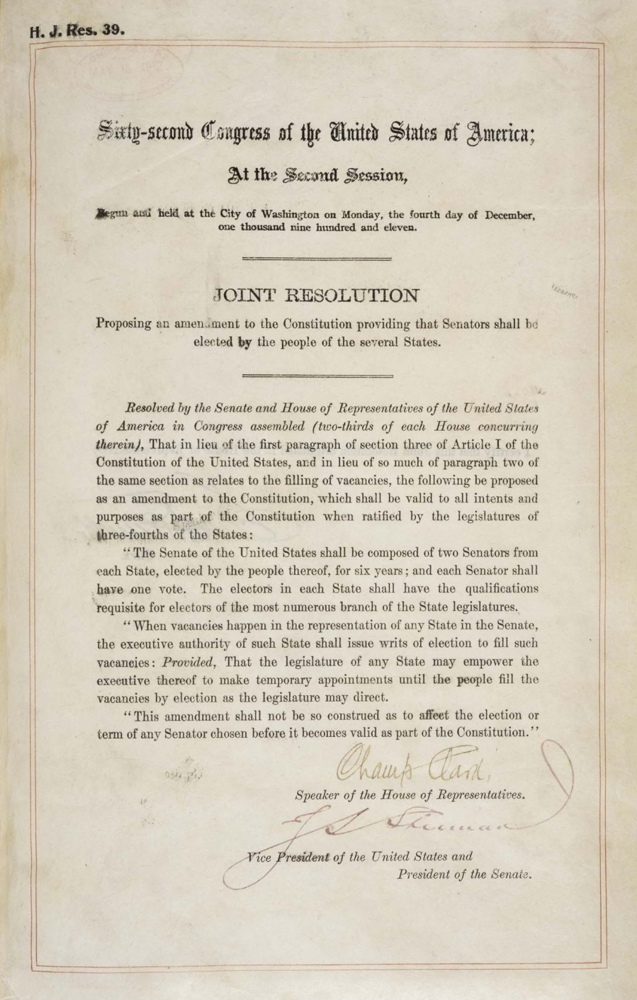 H. J. Res. 39.
Sixty-second Congress of the United States of America;
At the Second Session,
Begun and held at the City of Washington on Monday, the fourth day of December,
one thousand nine hundred and eleven.
JOINT RESOLUTION
Proposing an amendment to the Constitution providing that Senators shall be
elected by the people of the several States.
Resolved by the Senate and House of Representatives of the United States
of America in Congress assembled (two-thirds of each House concurring
therein), That in lieu of the first paragraph of section three of Article I of the
Constitution of the United States, and in lieu of so much of paragraph two of
the same section as relates to the filling of vacancies, the following be proposed
as an amendment to the Constitution, which shall be valid to all intents and
purposes as part of the Constitution when ratified by the legislatures of
three-fourths of the States:
"The Senate of the United States shall be composed of two Senators from
each State, elected by the people thereof, for six years; and each Senator shall
have one vote. The electors in each State shall have the qualifications
requisite for electors of the most numerous branch of the State legislatures.
"When vacancies happen in the representation of any State in the Senate,
the executive authority of such State shall issue writs of election to fill such
vacancies: Provided, That the legislature of any State may empower the
executive thereof to make temporary appointments until the people fill the
vacancies by election as the legislature may direct.
"This amendment shall not be so construed as to affect the election or
term of any Senator chosen before it becomes valid as part of the Constitution."
Champ Clark
Speaker of the House of Representatives.
J S Sherman
Vice President of the United States and
President of the Senate.